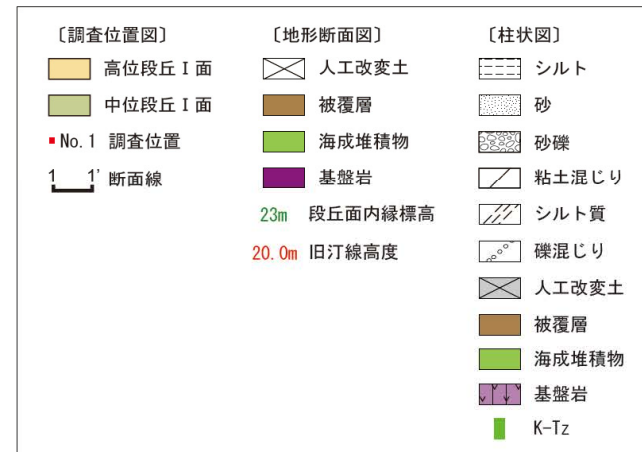 〔調査位置図〕
高位段丘Ⅰ面
中位段丘Ⅰ面
No.1 調査位置
1 1' 断面線
〔地形断面図〕
人工改変土
被覆層
海成堆積物
基盤岩
23m 段丘面内縁標高
20.0m 旧汀線高度
〔柱状図〕
シルト
砂
砂礫
粘土混じり
シルト質
礫混じり
人工改変土
被覆層
海成堆積物
基盤岩
K-Tz